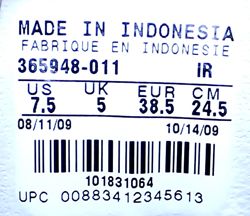 MADE IN INDONESIA
FABRIQUE EN INDONESIE
365948-011 IR
US UK EUR CM
7.5 5 38.5 24.5
08/11/09 10/14/09
101831064
UPC 00883412345613